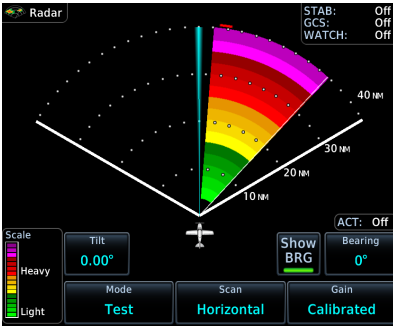 Radar
STAB: Off
GCS: Off
WATCH: Off
40 NM
30 NM
20 NM
10 NM
ACT: Off
Scale
Heavy
Light
Tilt
0.00°
Show
BRG
Bearing
0°
Mode
Test
Scan
Horizontal
Gain
Calibrated